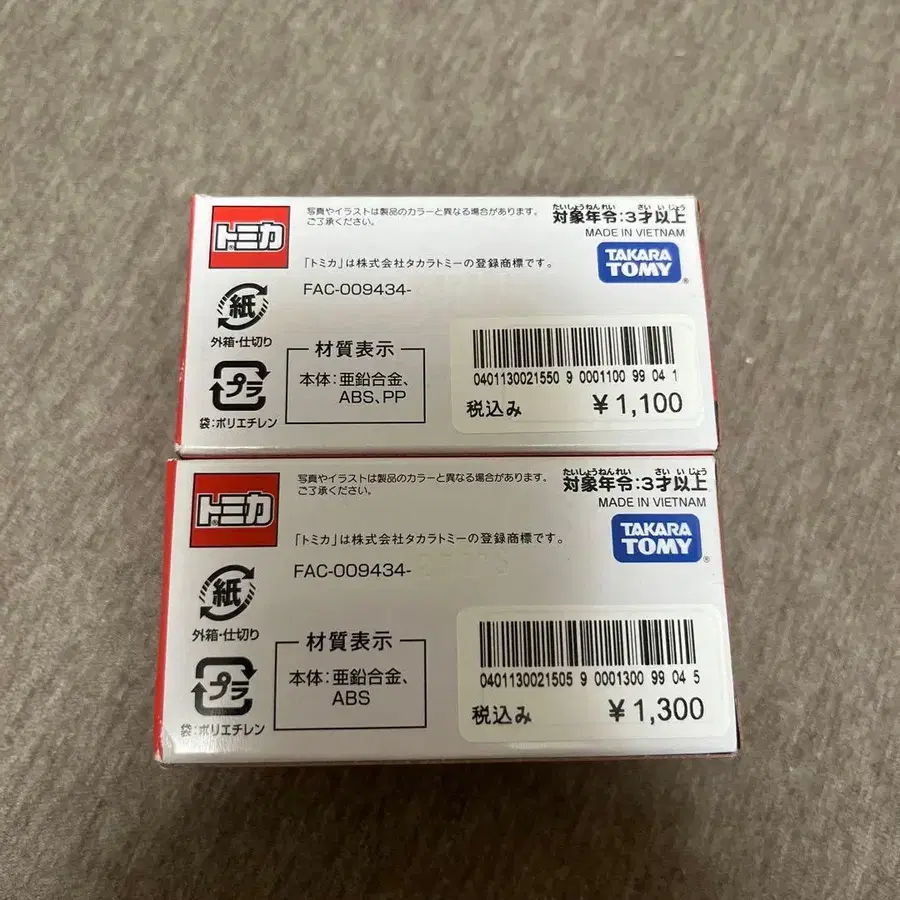 トミカ
写真やイラストは製品のカラーと異なる場合があります。
ご了承ください。
たいしょうねんれい さい いじょう
対象年令:3才以上
MADE IN VIETNAM
TAKARA
TOMY
「トミカ」は株式会社タカラトミーの登録商標です。
FAC-009434-
紙
外箱・仕切り
プラ
袋:ポリエチレン
材質表示
本体:亜鉛合金、
ABS、PP
0401130021550 9 0001100 99 04 1
税込み ¥1,100
トミカ
写真やイラストは製品のカラーと異なる場合があります。
ご了承ください。
たいしょうねんれい さい いじょう
対象年令:3才以上
MADE IN VIETNAM
TAKARA
TOMY
「トミカ」は株式会社タカラトミーの登録商標です。
FAC-009434-
紙
外箱・仕切り
プラ
袋:ポリエチレン
材質表示
本体:亜鉛合金、
ABS
0401130021505 9 0001300 99 04 5
税込み ¥1,300